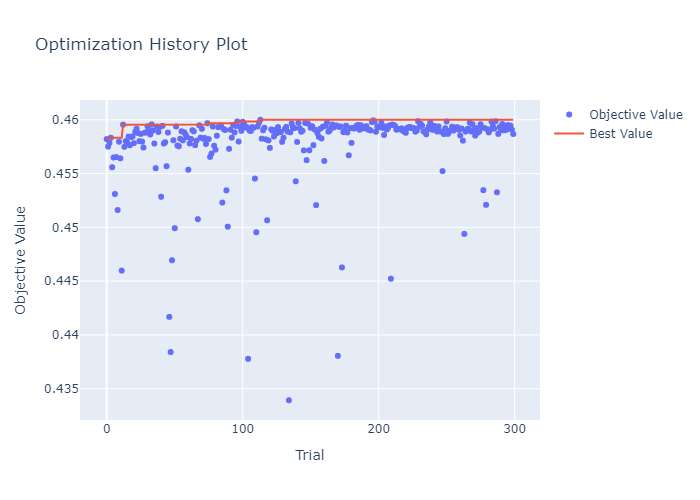 Optimization History Plot
Objective Value
Best Value
0.46
0.455
0.45
0.445
0.44
0.435
Objective Value
0
100
200
300
Trial